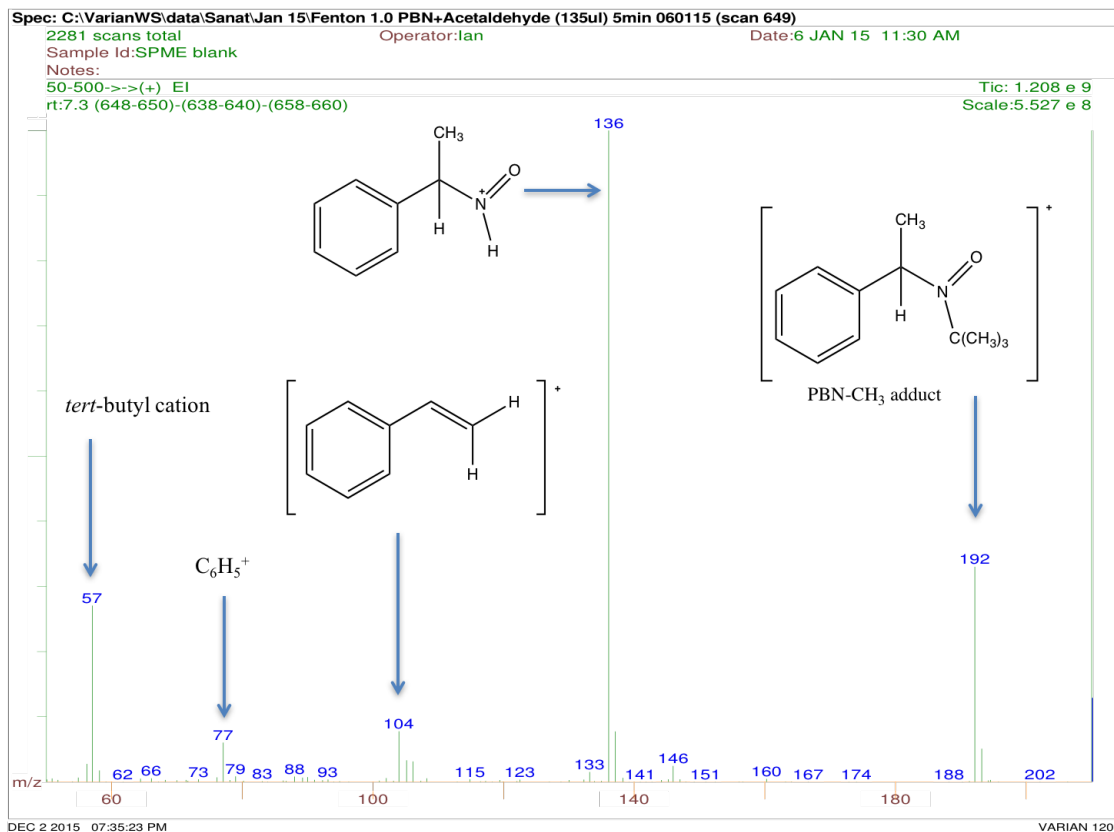 Spec: C:\VarianWS\data\Sanat\Jan 15\Fenton 1.0 PBN+Acetaldehyde (135ul) 5min 060115 (scan 649)
2281 scans total Operator:Ian Date:6 JAN 15 11:30 AM
Sample Id:SPME blank
Notes:
50-500->->(+) EI Tic: 1.208 e 9
rt:7.3 (648-650)-(638-640)-(658-660) Scale:5.527 e 8
136
CH₃
O
+
N
H
H
CH₃
+
O
N
H
C(CH₃)₃
PBN-CH₃ adduct
tert-butyl cation
+
H
H
C₆H₅⁺
192
57
104
77
62 66 73 79 83 88 93 115 123 133 141 146 151 160 167 174 188 202
m/z
60 100 140 180
DEC 2 2015 07:35:23 PM VARIAN 120